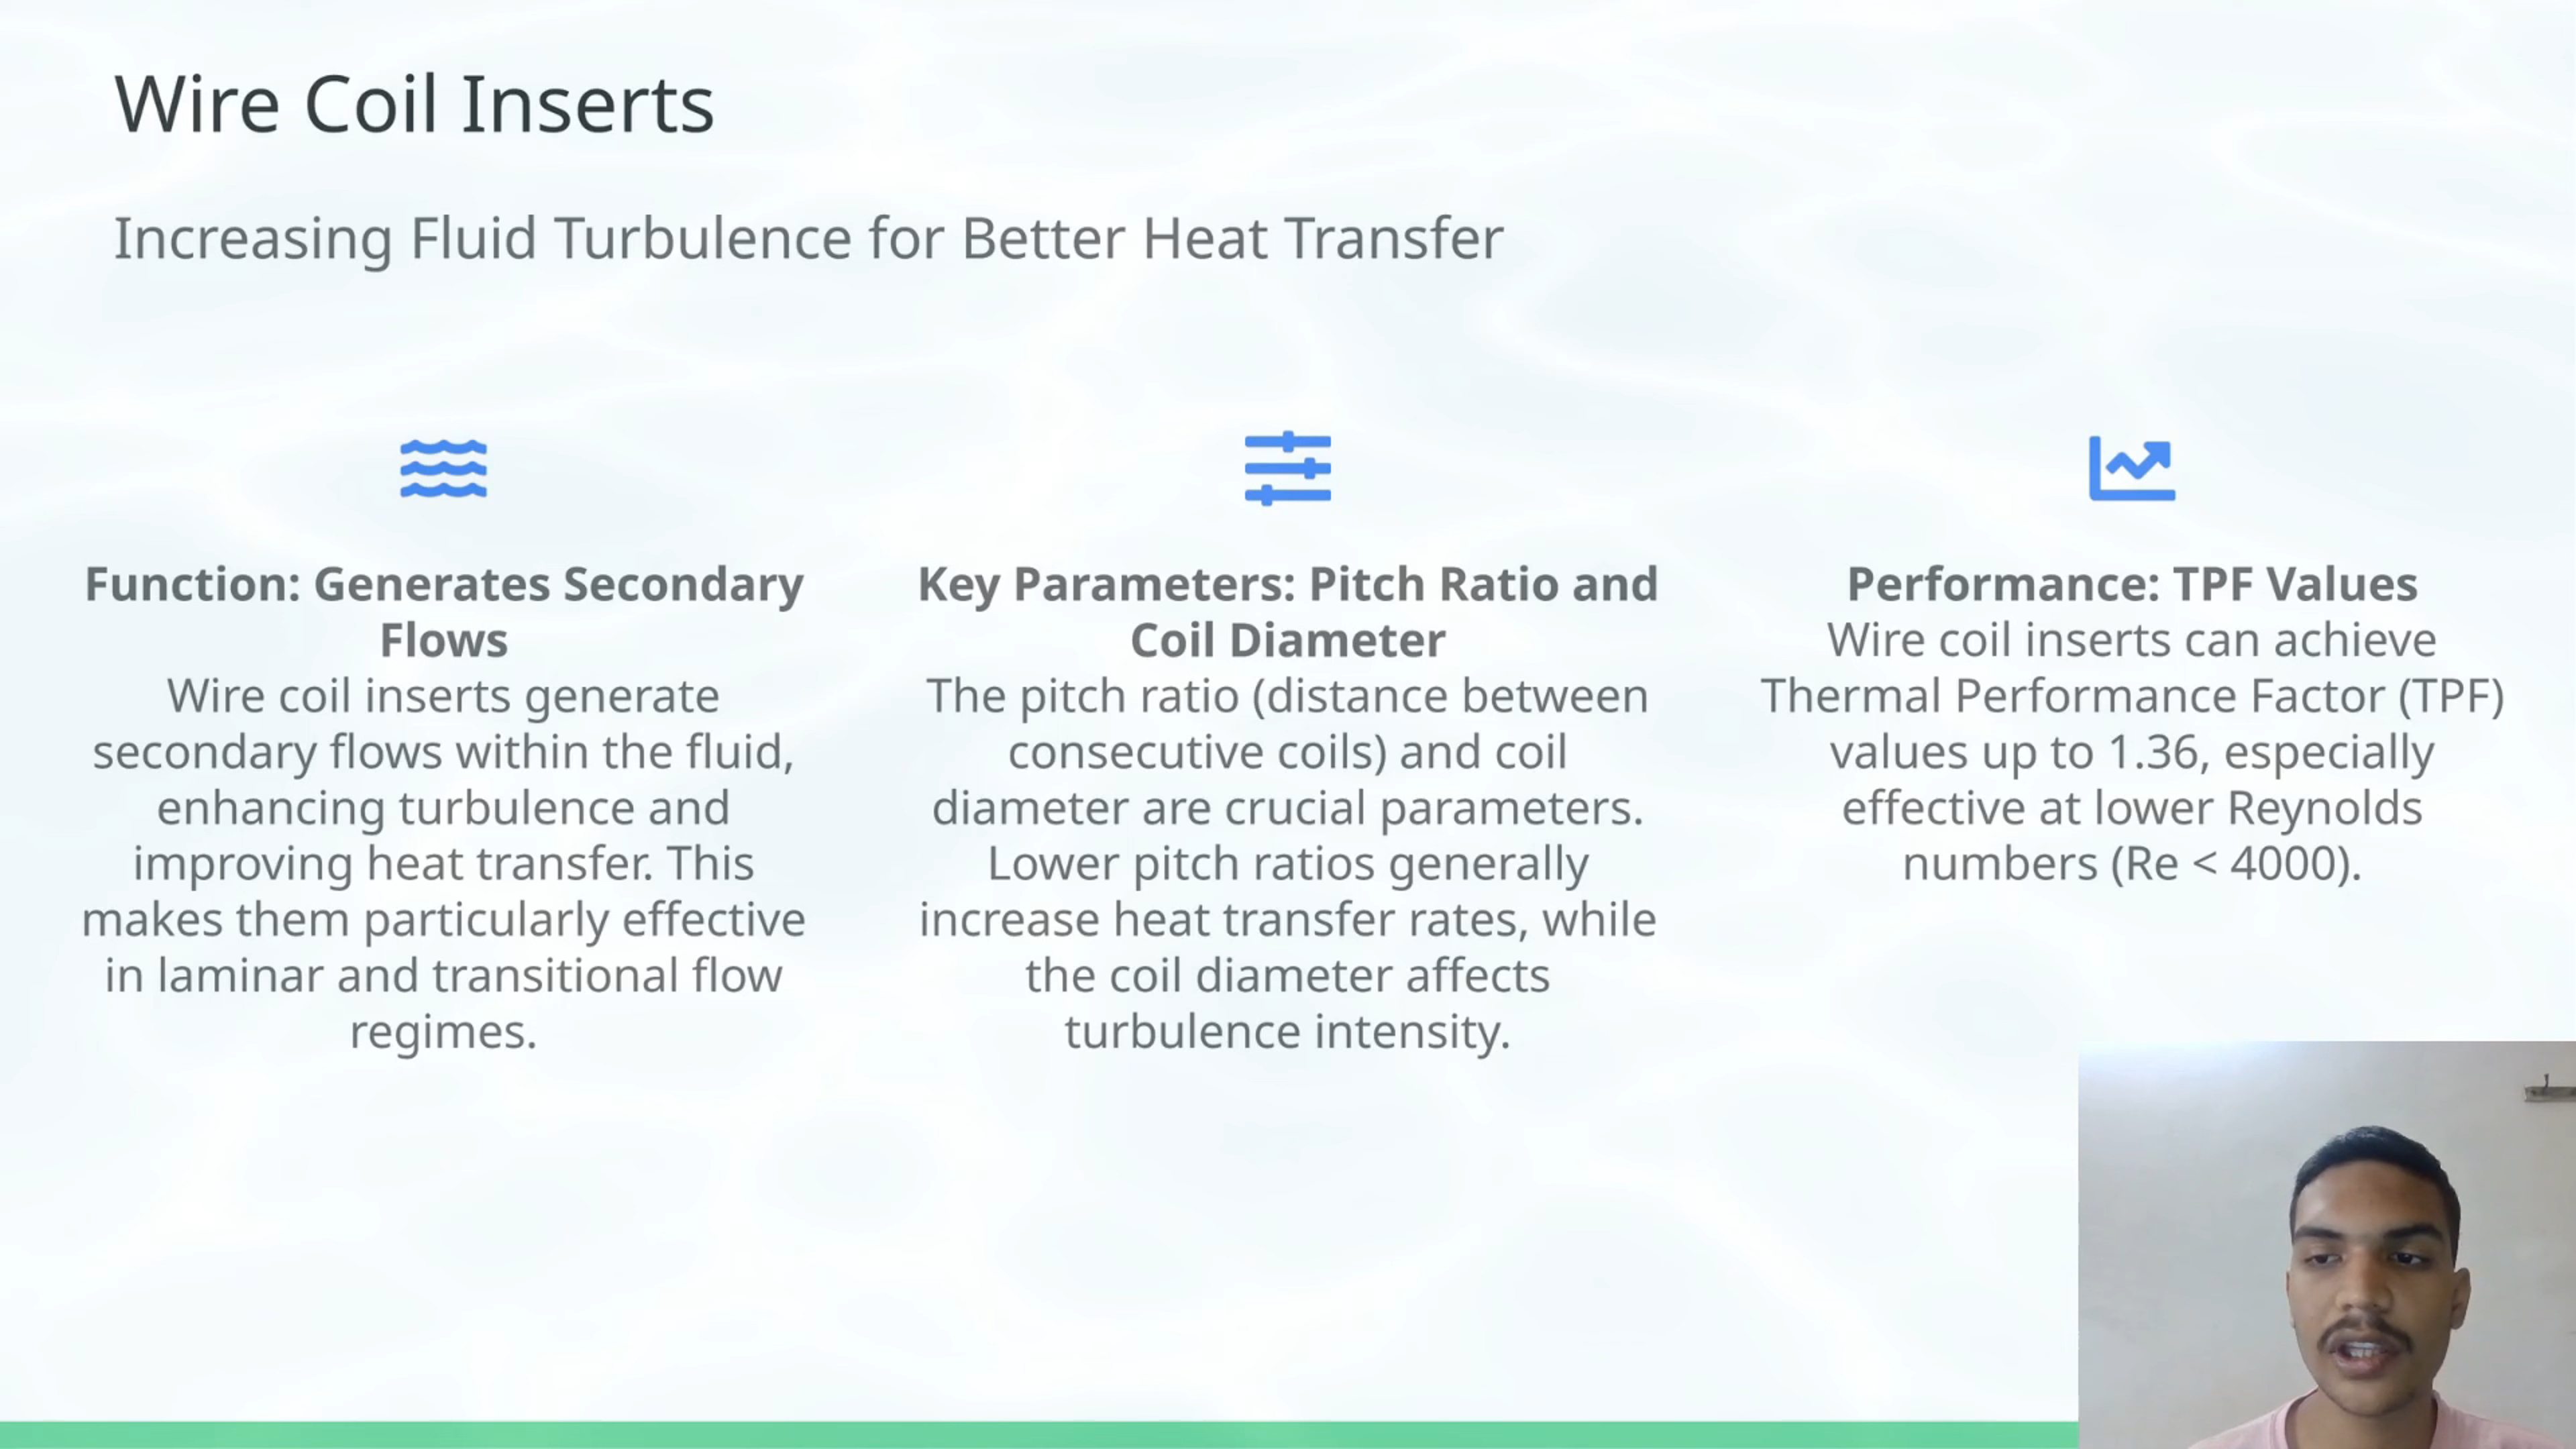 Wire Coil Inserts
Increasing Fluid Turbulence for Better Heat Transfer
Function: Generates Secondary
Flows
Wire coil inserts generate
secondary flows within the fluid,
enhancing turbulence and
improving heat transfer. This
makes them particularly effective
in laminar and transitional flow
regimes.
Key Parameters: Pitch Ratio and
Coil Diameter
The pitch ratio (distance between
consecutive coils) and coil
diameter are crucial parameters.
Lower pitch ratios generally
increase heat transfer rates, while
the coil diameter affects
turbulence intensity.
Performance: TPF Values
Wire coil inserts can achieve
Thermal Performance Factor (TPF)
values up to 1.36, especially
effective at lower Reynolds
numbers (Re < 4000).